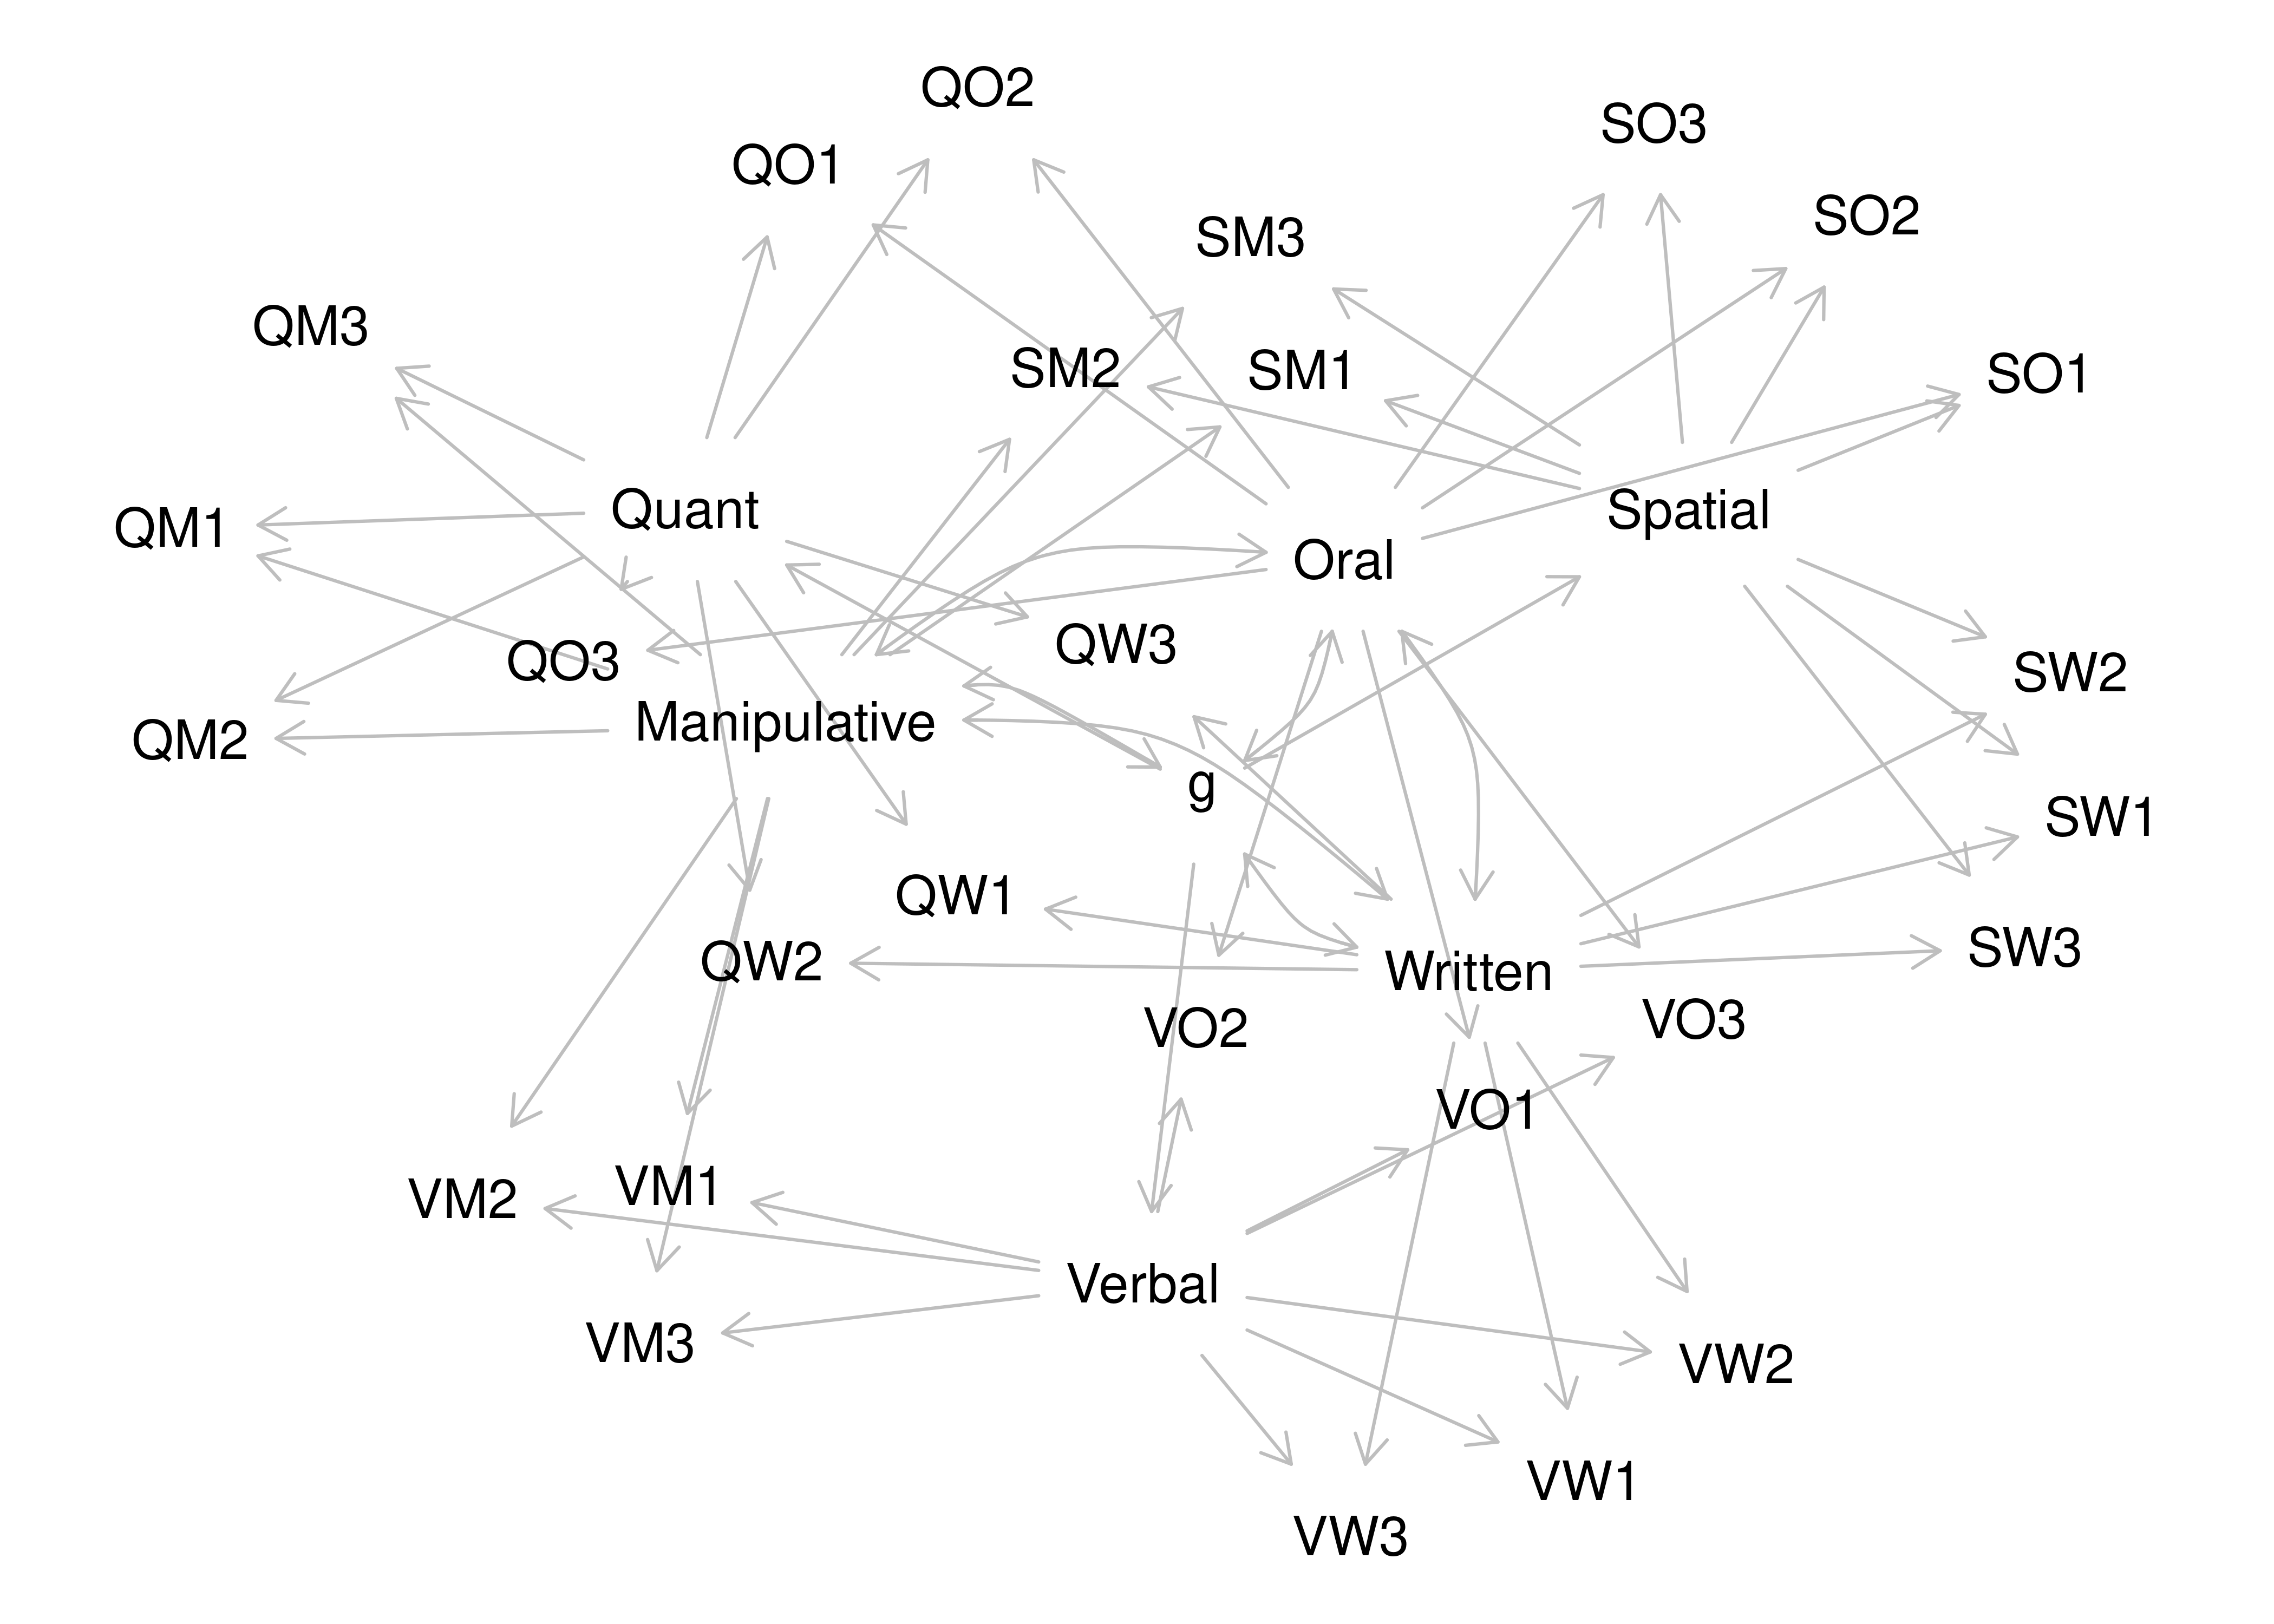 QO2
SO3
QO1
SO2
SM3
QM3
SM2
SM1
SO1
Quant
Spatial
QM1
Oral
QO3
QW3
SW2
Manipulative
QM2
g
SW1
QW1
QW2
Written
SW3
VO2
VO3
VO1
VM2
VM1
Verbal
VM3
VW2
VW1
VW3